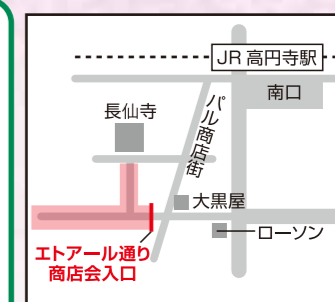 JR 高円寺駅
南口
長仙寺
パル商店街
大黒屋
ローソン
エトアール通り
商店会入口